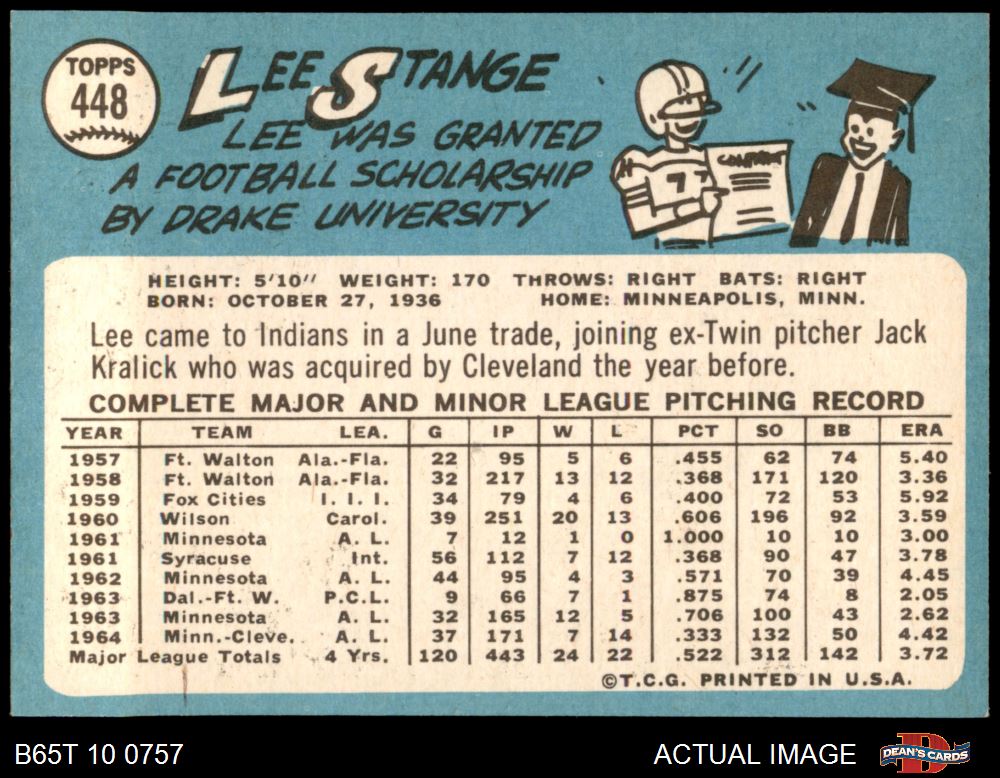 TOPPS
448
LEE STANGE
LEE WAS GRANTED
A FOOTBALL SCHOLARSHIP
BY DRAKE UNIVERSITY
CONTRACT
77
HEIGHT: 5'10" WEIGHT: 170 THROWS: RIGHT BATS: RIGHT
BORN: OCTOBER 27, 1936 HOME: MINNEAPOLIS, MINN.
Lee came to Indians in a June trade, joining ex-Twin pitcher Jack
Kralick who was acquired by Cleveland the year before.
COMPLETE MAJOR AND MINOR LEAGUE PITCHING RECORD
YEAR TEAM LEA. G IP W L PCT SO BB ERA
1957 Ft. Walton Ala.-Fla. 22 95 5 6 .455 62 74 5.40
1958 Ft. Walton Ala.-Fla. 32 217 13 12 .368 171 120 3.36
1959 Fox Cities I. I. I. 34 79 4 6 .400 72 53 5.92
1960 Wilson Carol. 39 251 20 13 .606 196 92 3.59
1961 Minnesota A. L. 7 12 1 0 1.000 10 10 3.00
1961 Syracuse Int. 56 112 7 12 .368 90 47 3.78
1962 Minnesota A. L. 44 95 4 3 .571 70 39 4.45
1963 Dal.-Ft. W. P.C.L. 9 66 7 1 .875 74 8 2.05
1963 Minnesota A. L. 32 165 12 5 .706 100 43 2.62
1964 Minn.-Cleve. A. L. 37 171 7 14 .333 132 50 4.42
Major League Totals 4 Yrs. 120 443 24 22 .522 312 142 3.72
©T.C.G. PRINTED IN U.S.A.
B65T 10 0757 ACTUAL IMAGE DEAN'S CARDS